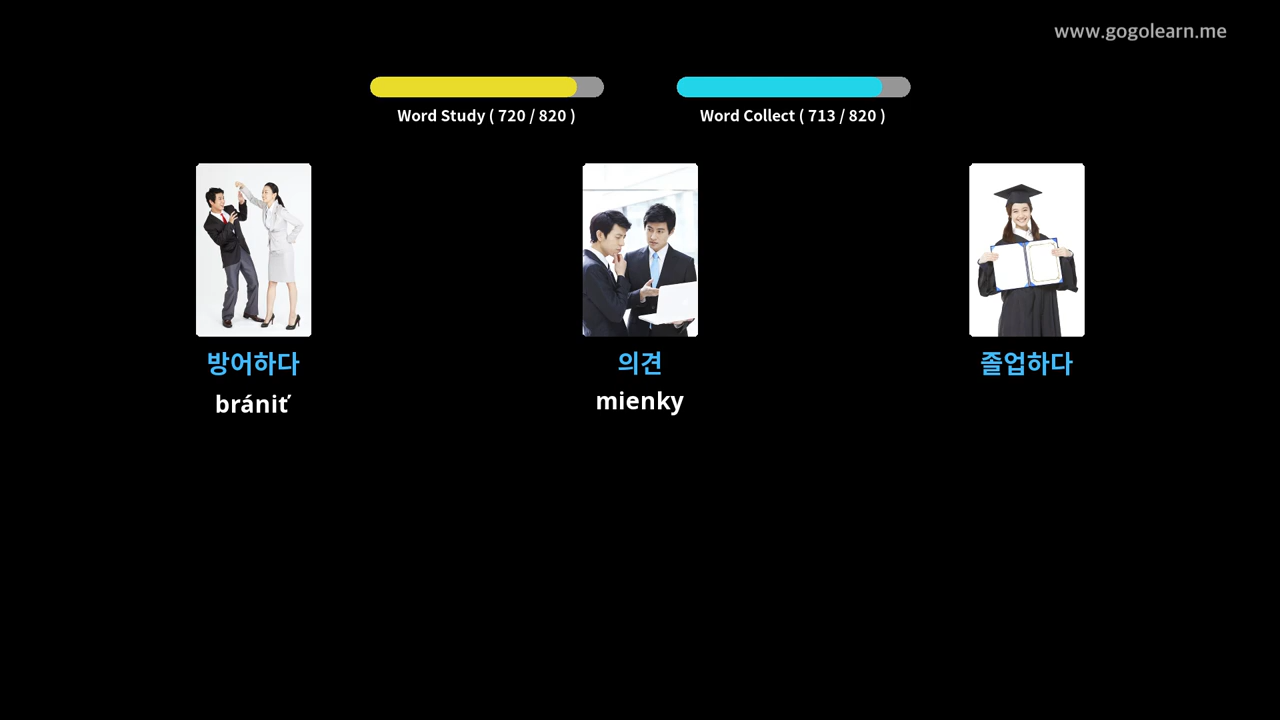 www.gogolearn.me
Word Study ( 720 / 820 )
Word Collect ( 713 / 820 )
방어하다
brániť
의견
mienky
졸업하다